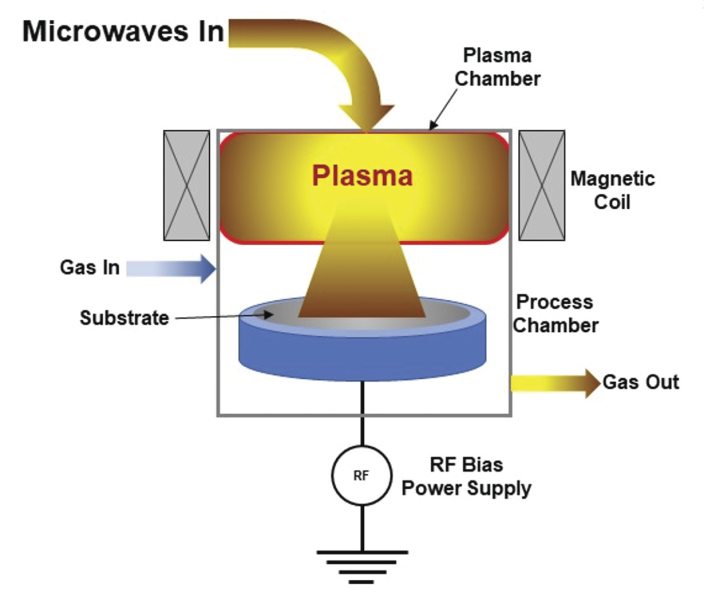 Microwaves In
Plasma
Chamber
Plasma
Magnetic
Coil
Gas In
Substrate
Process
Chamber
Gas Out
RF
RF Bias
Power Supply